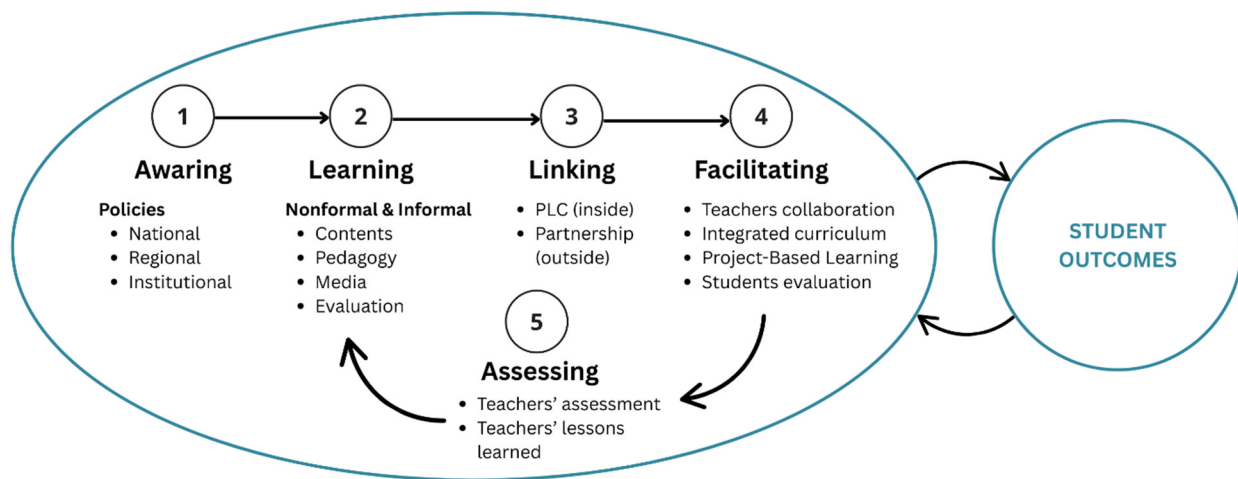 1
Awaring
Policies
• National
• Regional
• Institutional
2
Learning
Nonformal & Informal
• Contents
• Pedagogy
• Media
• Evaluation
3
Linking
• PLC (inside)
• Partnership
(outside)
4
Facilitating
• Teachers collaboration
• Integrated curriculum
• Project-Based Learning
• Students evaluation
5
Assessing
• Teachers’ assessment
• Teachers’ lessons
learned
STUDENT
OUTCOMES